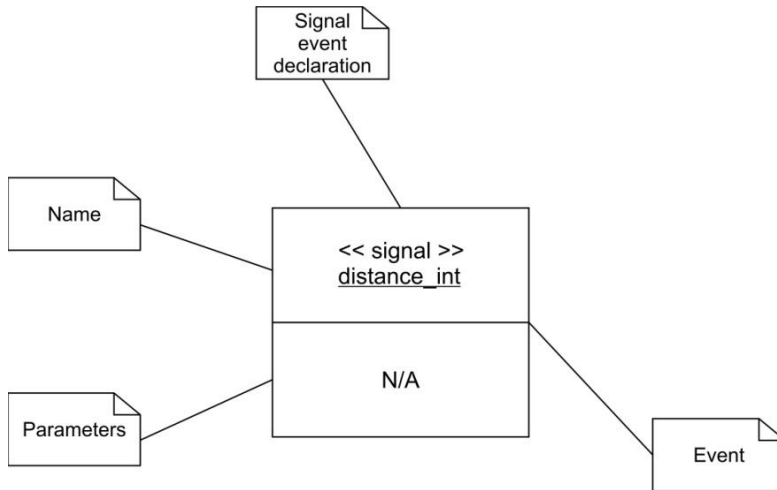 Signal
event
declaration
Name
<< signal >>
distance_int
N/A
Parameters
Event